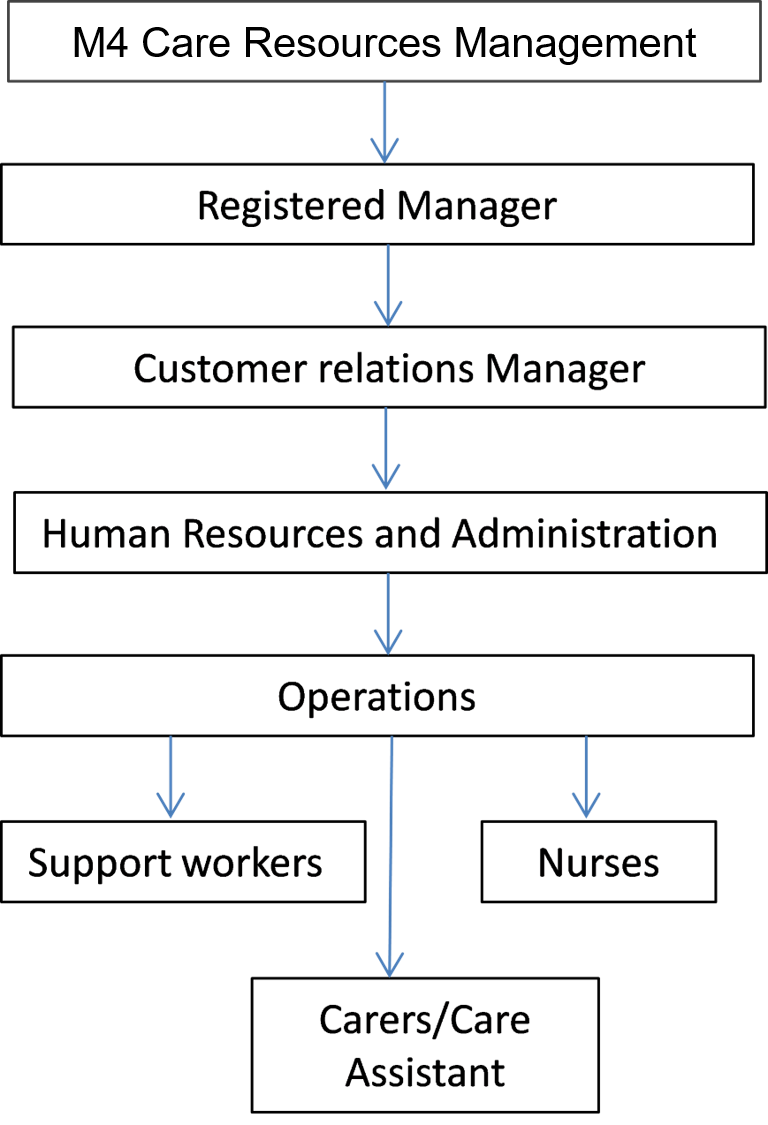 M4 Care Resources Management
Registered Manager
Customer relations Manager
Human Resources and Administration
Operations
Support workers
Nurses
Carers/Care
Assistant